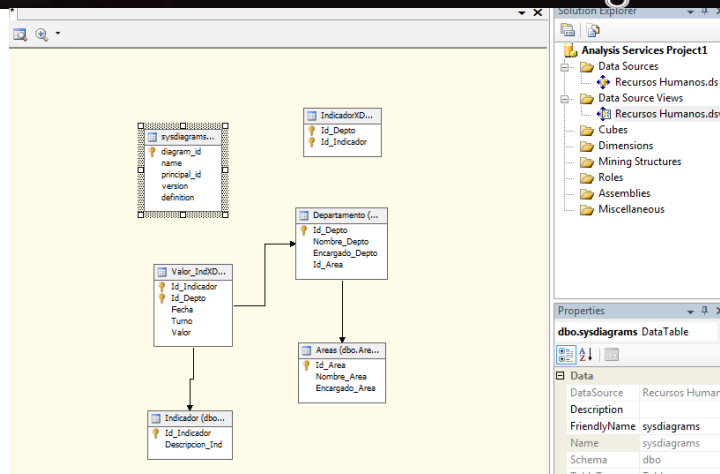 Solution Explorer
Analysis Services Project1
Data Sources
Recursos Humanos.ds
Data Source Views
Recursos Humanos.dsv
Cubes
Dimensions
Mining Structures
Roles
Assemblies
Miscellaneous
sysdiagrams...
diagram_id
name
principal_id
version
definition
IndicadorXD...
Id_Depto
Id_Indicador
Departamento (...
Id_Depto
Nombre_Depto
Encargado_Depto
Id_Area
Valor_IndXD...
Id_Indicador
Id_Depto
Fecha
Turno
Valor
Areas (dbo.Are...
Id_Area
Nombre_Area
Encargado_Area
Indicador (dbo...
Id_Indicador
Descripcion_Ind
Properties
dbo.sysdiagrams DataTable
Data
DataSource Recursos Human
Description
FriendlyName sysdiagrams
Name sysdiagrams
Schema dbo